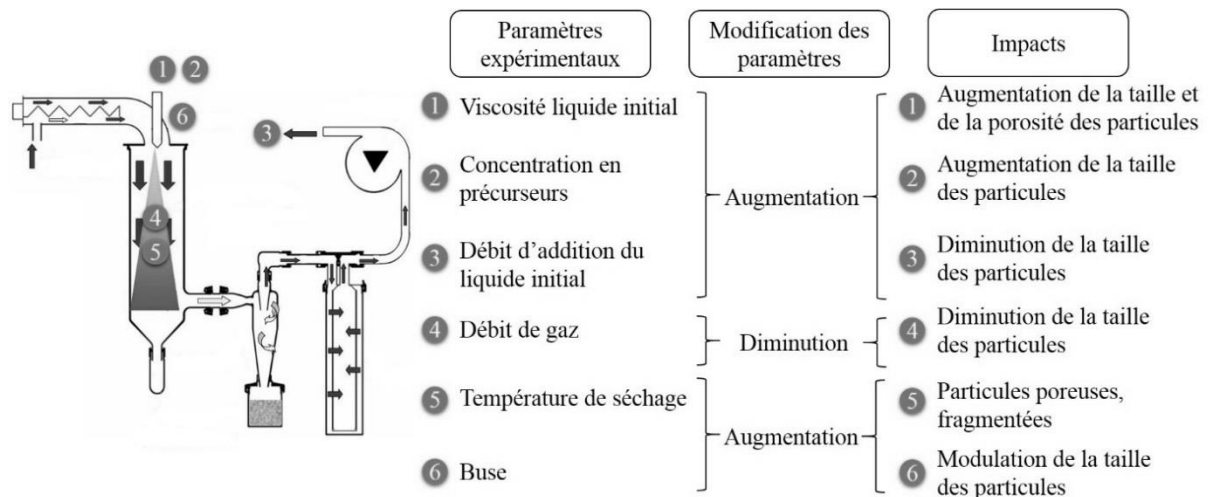 Paramètres
expérimentaux
Modification des
paramètres
Impacts
1 2
6
3
4
5
1 Viscosité liquide initial
2 Concentration en
précurseurs
3 Débit d’addition du
liquide initial
4 Débit de gaz
5 Température de séchage
6 Buse
Augmentation
Diminution
Augmentation
1 Augmentation de la taille et
de la porosité des particules
2 Augmentation de la taille
des particules
3 Diminution de la taille
des particules
4 Diminution de la taille
des particules
5 Particules poreuses,
fragmentées
6 Modulation de la taille
des particules